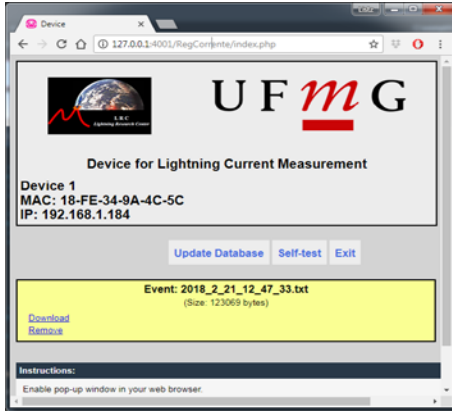 Device
127.0.0.1:4001/RegCorrente/index.php
L R C
Lightning Research Center
U F m G
Device for Lightning Current Measurement
Device 1
MAC: 18-FE-34-9A-4C-5C
IP: 192.168.1.184
Update Database Self-test Exit
Event: 2018_2_21_12_47_33.txt
(Size: 123069 bytes)
Download
Remove
Instructions:
Enable pop-up window in your web browser.